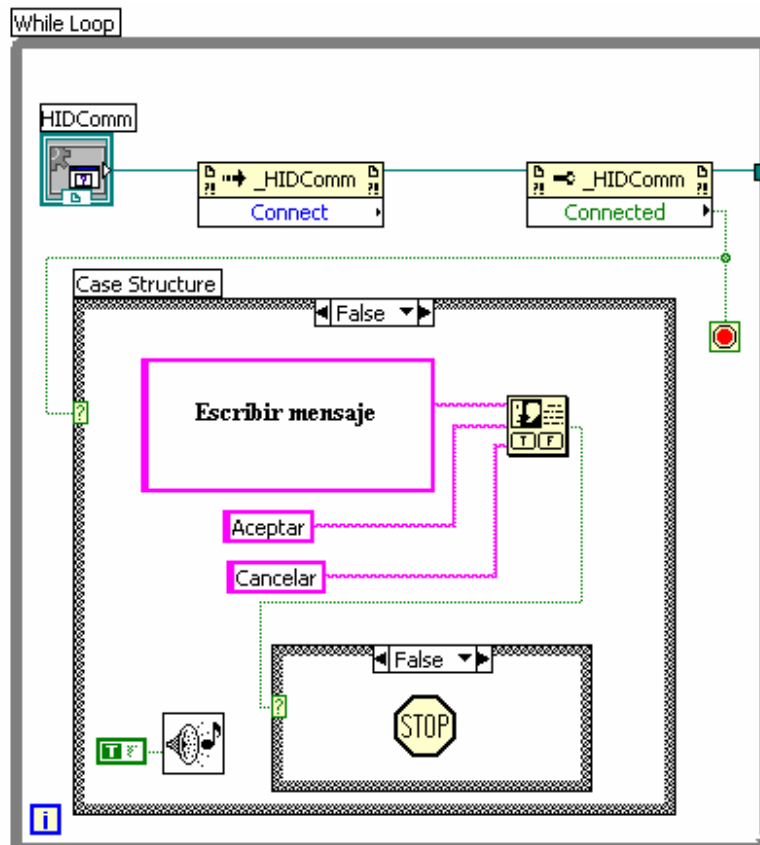 While Loop
HIDComm
_HIDComm
Connect
_HIDComm
Connected
Case Structure
False
?
Escribir mensaje
T F
Aceptar
Cancelar
False
?
STOP
T
i